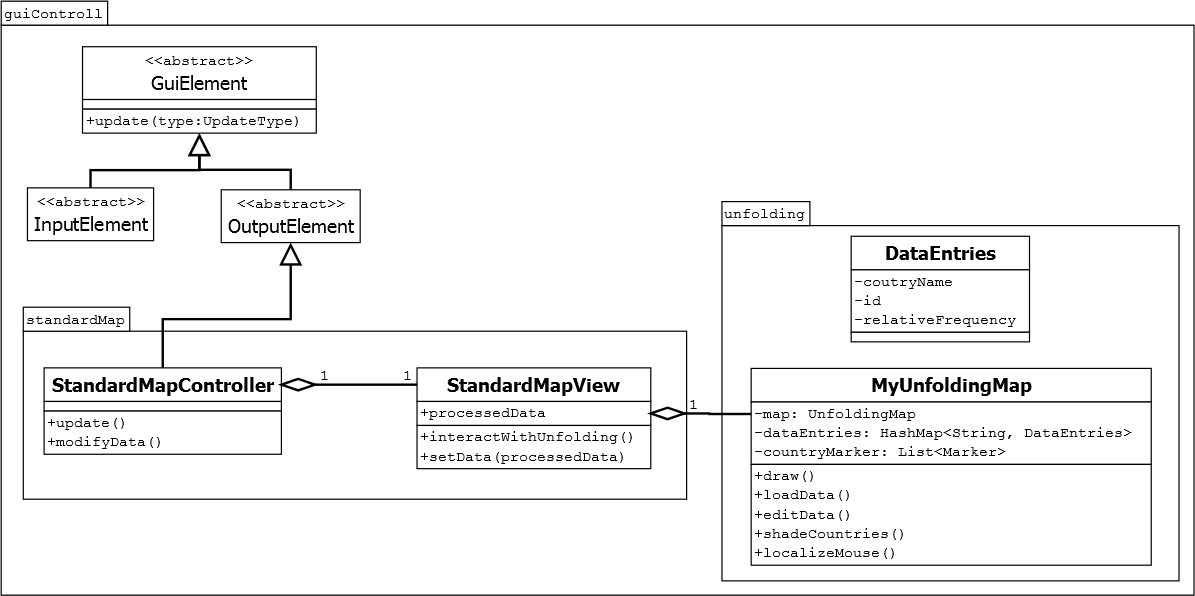 guiControll
<<abstract>>
GuiElement
+update(type:UpdateType)
<<abstract>>
InputElement
<<abstract>>
OutputElement
standardMap
StandardMapController
+update()
+modifyData()
1
1
StandardMapView
+processedData
+interactWithUnfolding()
+setData(processedData)
1
unfolding
DataEntries
-coutryName
-id
-relativeFrequency
MyUnfoldingMap
-map: UnfoldingMap
-dataEntries: HashMap<String, DataEntries>
-countryMarker: List<Marker>
+draw()
+loadData()
+editData()
+shadeCountries()
+localizeMouse()